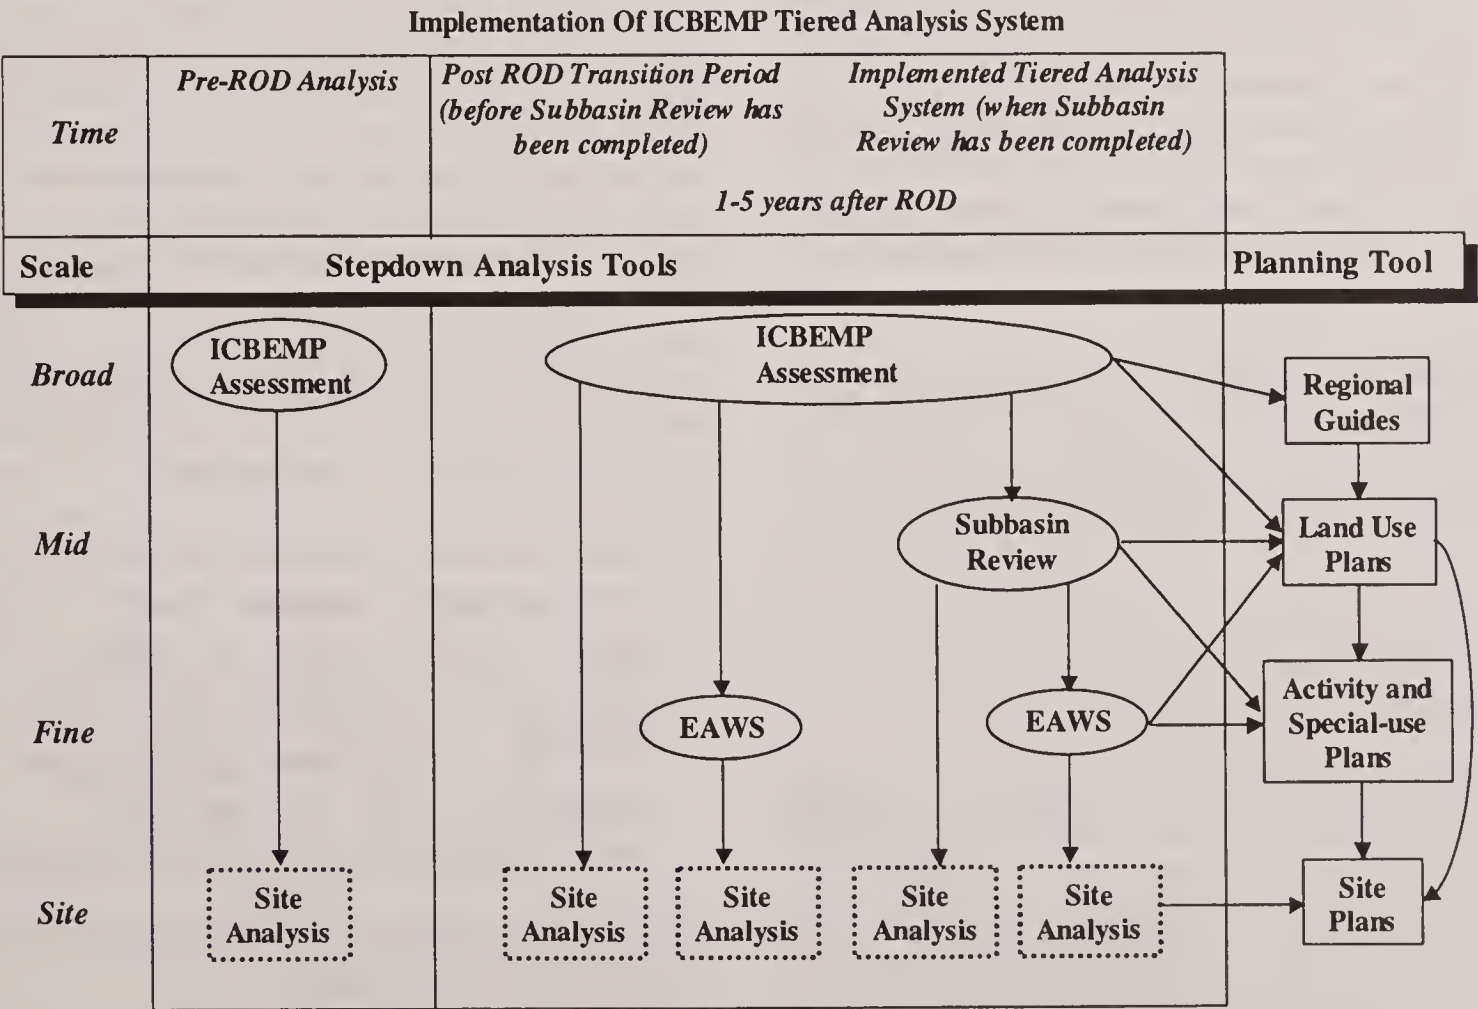 Implementation Of ICBEMP Tiered Analysis System
Time
Pre-ROD Analysis
Post ROD Transition Period
(before Subbasin Review has
been completed)
Implemented Tiered Analysis
System (when Subbasin
Review has been completed)
1-5 years after ROD
Scale
Stepdown Analysis Tools
Planning Tool
Broad
ICBEMP
Assessment
ICBEMP
Assessment
Regional
Guides
Mid
Subbasin
Review
Land Use
Plans
Fine
EAWS
EAWS
Activity and
Special-use
Plans
Site
Site
Analysis
Site
Analysis
Site
Analysis
Site
Analysis
Site
Analysis
Site
Plans